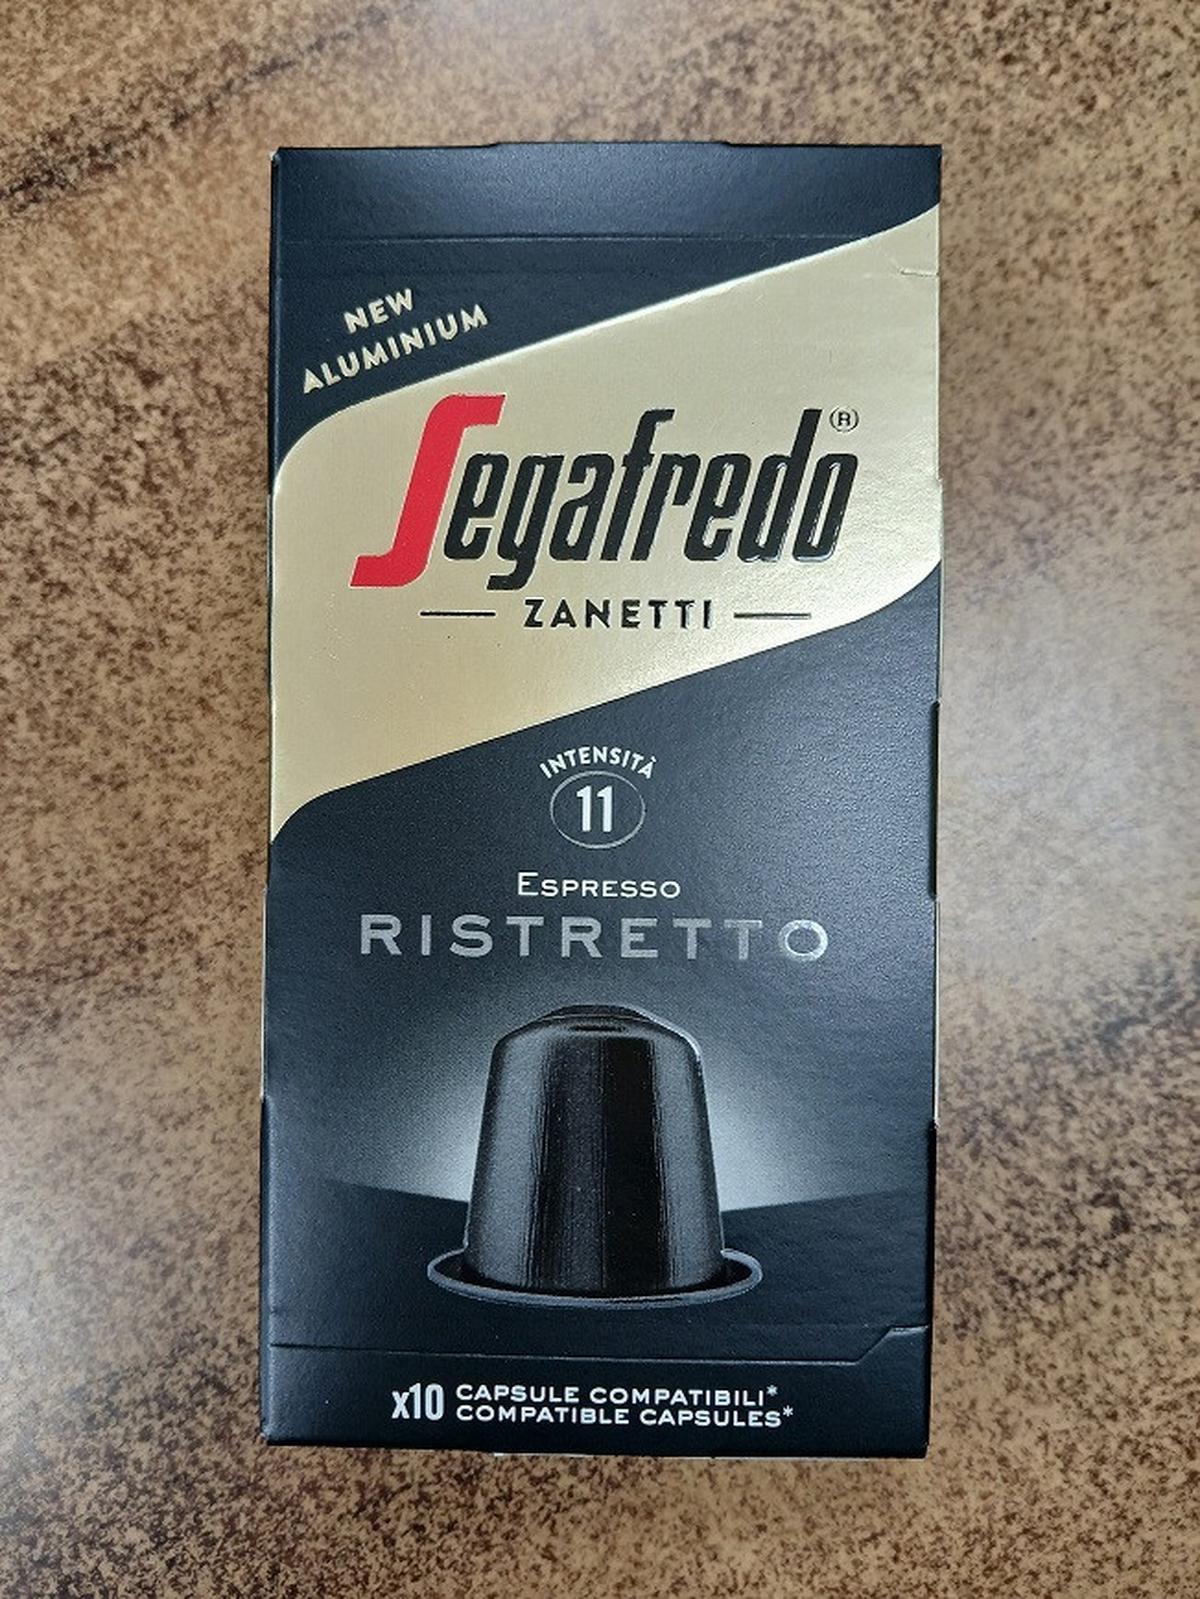 NEW
ALUMINIUM
Segafredo®
ZANETTI
INTENSITÀ
11
ESPRESSO
RISTRETTO
x10 CAPSULE COMPATIBILI*
COMPATIBLE CAPSULES*